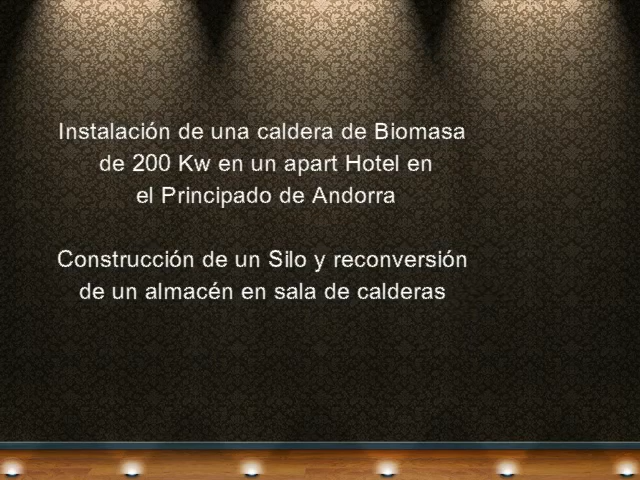 Instalación de una caldera de Biomasa
de 200 Kw en un apart Hotel en
el Principado de Andorra
Construcción de un Silo y reconversión
de un almacén en sala de calderas